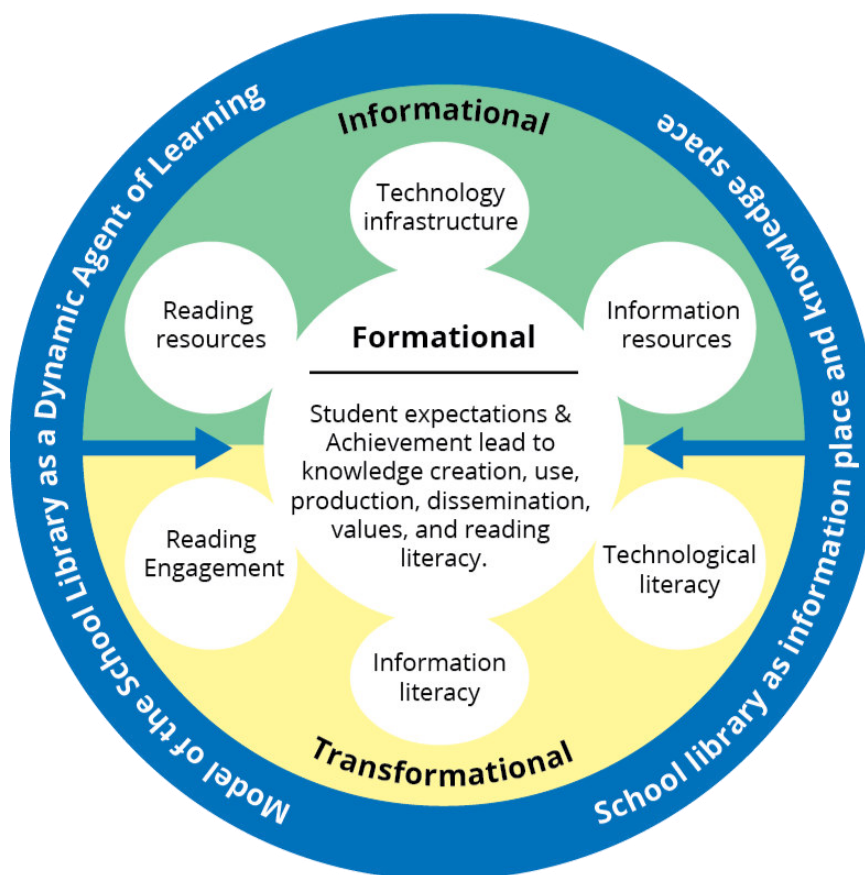 Model of the School Library as a Dynamic Agent of Learning
School library as information place and knowledge space
Informational
Technology
infrastructure
Reading
resources
Information
resources
Formational
Student expectations &
Achievement lead to
knowledge creation, use,
production, dissemination,
values, and reading
literacy.
Reading
Engagement
Technological
literacy
Information
literacy
Transformational